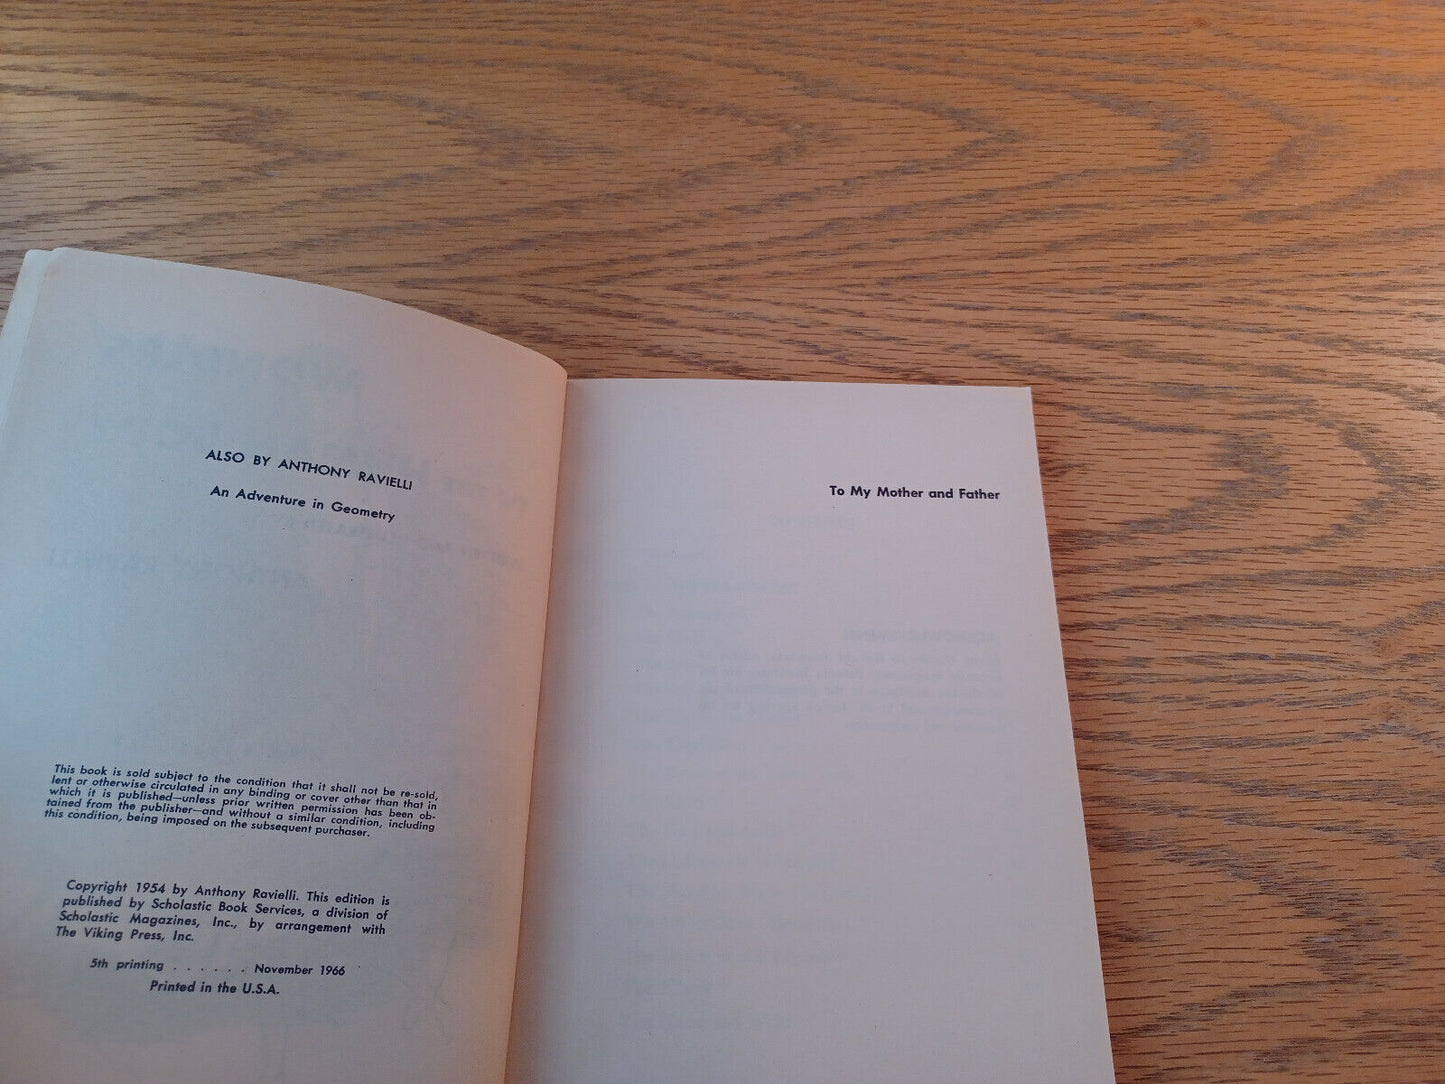 ALSO BY ANTHONY RAVIELLI
An Adventure in Geometry
This book is sold subject to the condition that it shall not be re-sold,
lent or otherwise circulated in any binding or cover other than that in
which it is published—unless prior written permission has been ob-
tained from the publisher—and without a similar condition, including
this condition, being imposed on the subsequent purchaser.
Copyright 1954 by Anthony Ravielli. This edition is
published by Scholastic Book Services, a division of
Scholastic Magazines, Inc., by arrangement with
The Viking Press, Inc.
5th printing . . . . . . November 1966
Printed in the U.S.A.
To My Mother and Father